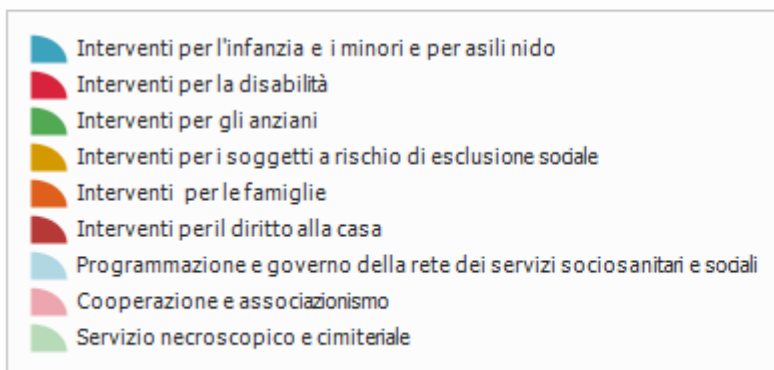 Interventi per l'infanzia e i minori e per asili nido
Interventi per la disabilità
Interventi per gli anziani
Interventi per i soggetti a rischio di esclusione sociale
Interventi per le famiglie
Interventi per il diritto alla casa
Programmazione e governo della rete dei servizi sociosanitari e sociali
Cooperazione e associazionismo
Servizio necroscopico e cimiteriale